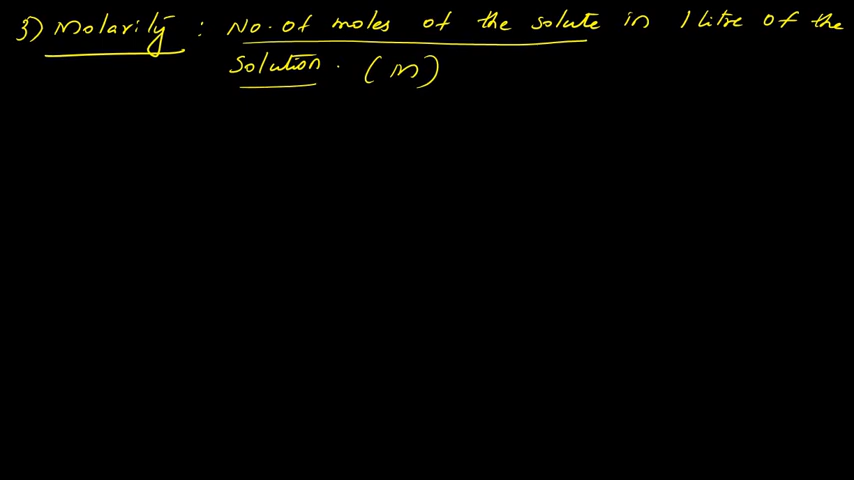 3) Molarity : No. of moles of the solute in 1 litre of the
solution. (M)